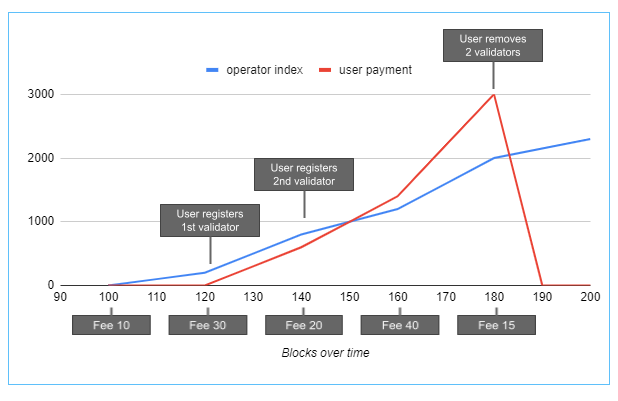 User removes
2 validators
operator index
user payment
3000
User registers
2nd validator
2000
User registers
1st validator
1000
0
90 100 110 120 130 140 150 160 170 180 190 200
Fee 10 Fee 30 Fee 20 Fee 40 Fee 15
Blocks over time